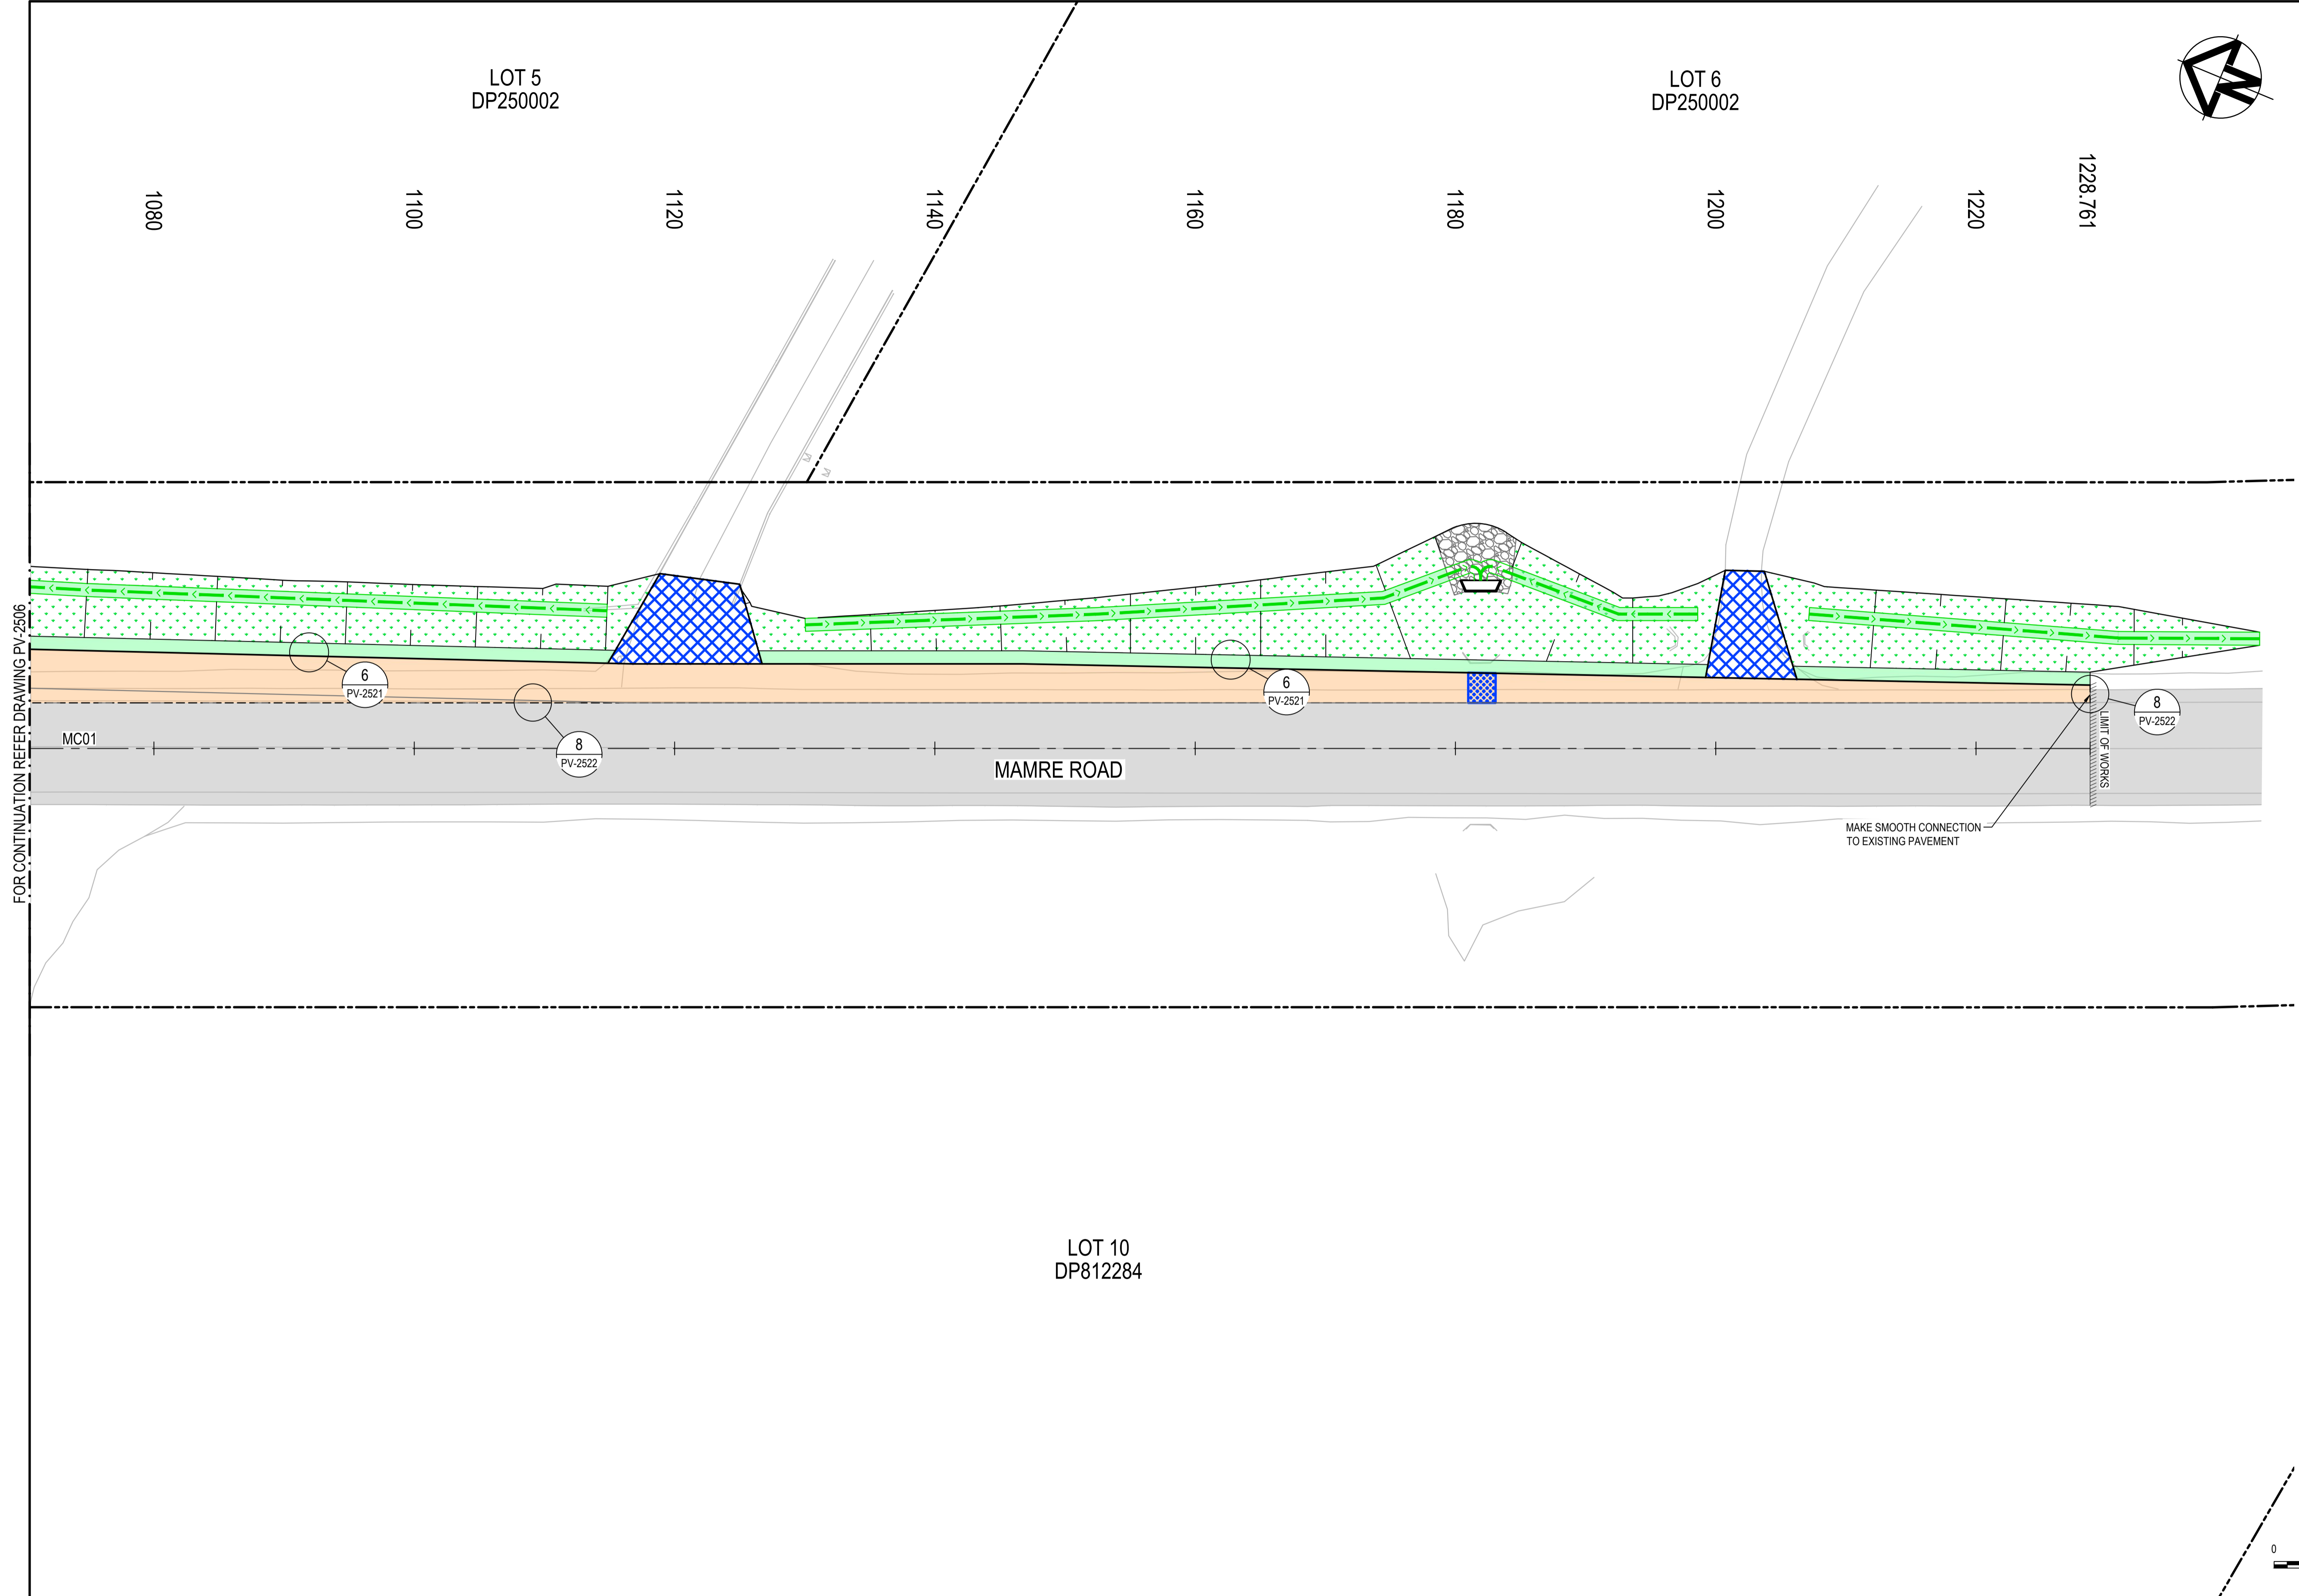 LOT 5
DP250002
LOT 6
DP250002
N
1080
1100
1120
1140
1160
1180
1200
1220
1228.761
M
M
FOR CONTINUATION REFER DRAWING PV-2506
6
PV-2521
6
PV-2521
8
PV-2522
8
PV-2522
LIMIT OF WORKS
MC01
MAMRE ROAD
MAKE SMOOTH CONNECTION
TO EXISTING PAVEMENT
LOT 10
DP812284
0